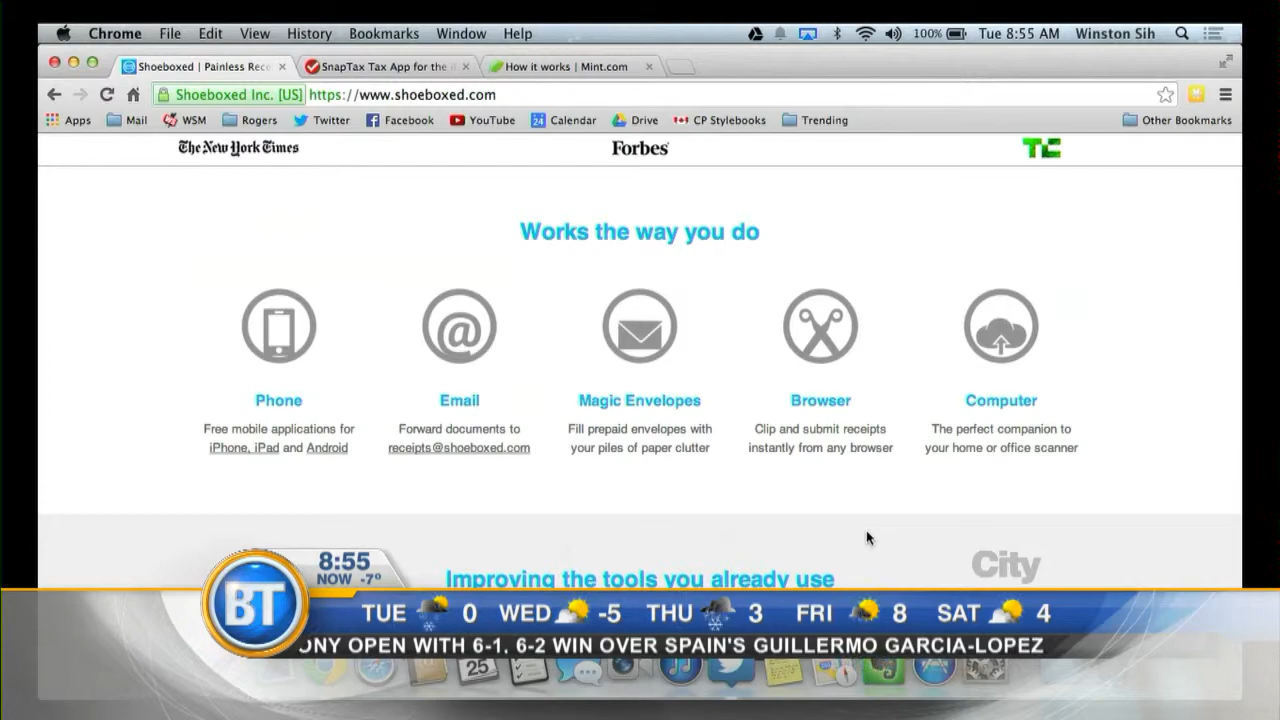 Chrome File Edit View History Bookmarks Window Help 100% Tue 8:55 AM Winston Sih
Shoeboxed | Painless Rece SnapTax Tax App for the i How it works | Mint.com
Shoeboxed Inc. [US] https://www.shoeboxed.com
Apps Mail WSM Rogers Twitter Facebook YouTube 24 Calendar Drive CP Stylebooks Trending Other Bookmarks
The New York Times Forbes TC
Works the way you do
Phone Email Magic Envelopes Browser Computer
Free mobile applications for Forward documents to Fill prepaid envelopes with Clip and submit receipts The perfect companion to
iPhone, iPad and Android receipts@shoeboxed.com your piles of paper clutter instantly from any browser your home or office scanner
8:55
NOW -7°
Improving the tools you already use
City
BT
TUE 0 WED -5 THU 3 FRI 8 SAT 4
ONY OPEN WITH 6-1, 6-2 WIN OVER SPAIN'S GUILLERMO GARCIA-LOPEZ
25